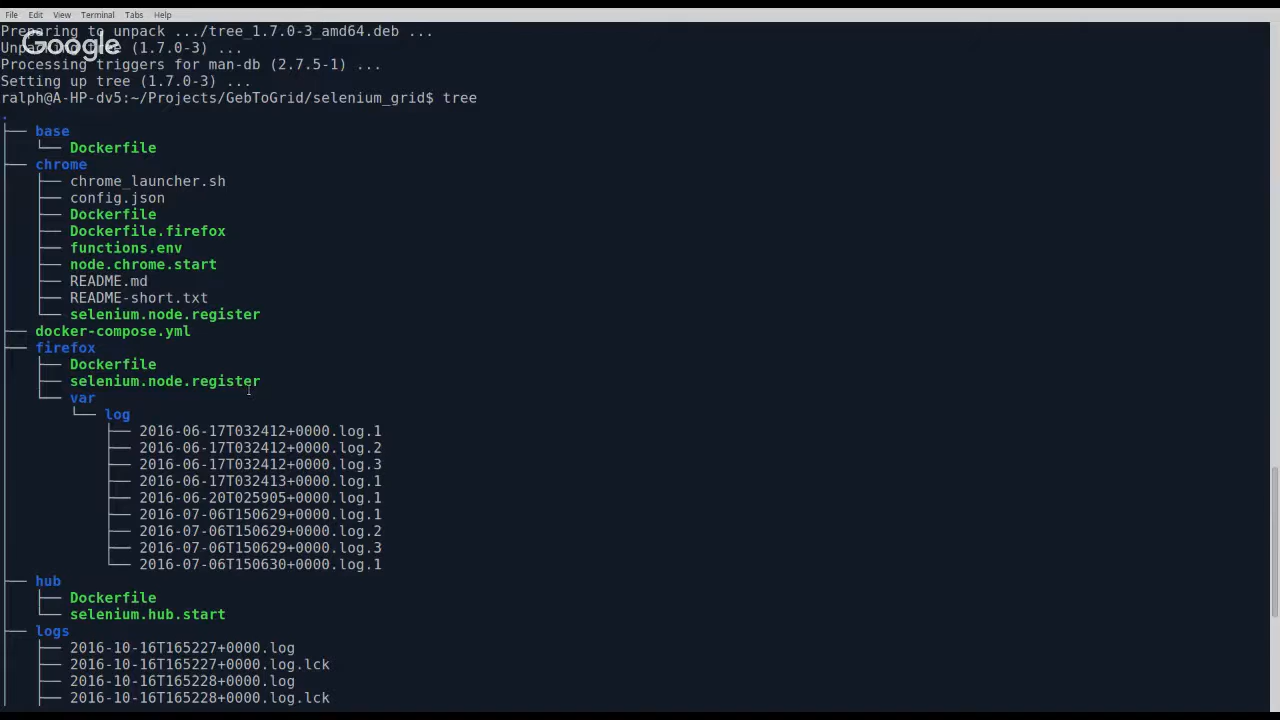 File Edit View Terminal Tabs Help
Preparing to unpack .../tree_1.7.0-3_amd64.deb ...
Unpacking tree (1.7.0-3) ...
Google
Processing triggers for man-db (2.7.5-1) ...
Setting up tree (1.7.0-3) ...
ralph@A-HP-dv5:~/Projects/GebToGrid/selenium_grid$ tree
.
├── base
│   └── Dockerfile
├── chrome
│   ├── chrome_launcher.sh
│   ├── config.json
│   ├── Dockerfile
│   ├── Dockerfile.firefox
│   ├── functions.env
│   ├── node.chrome.start
│   ├── README.md
│   ├── README-short.txt
│   └── selenium.node.register
├── docker-compose.yml
├── firefox
│   ├── Dockerfile
│   ├── selenium.node.register
│   └── var
│       └── log
│           ├── 2016-06-17T032412+0000.log.1
│           ├── 2016-06-17T032412+0000.log.2
│           ├── 2016-06-17T032412+0000.log.3
│           ├── 2016-06-17T032413+0000.log.1
│           ├── 2016-06-20T025905+0000.log.1
│           ├── 2016-07-06T150629+0000.log.1
│           ├── 2016-07-06T150629+0000.log.2
│           ├── 2016-07-06T150629+0000.log.3
│           └── 2016-07-06T150630+0000.log.1
├── hub
│   ├── Dockerfile
│   └── selenium.hub.start
├── logs
│   ├── 2016-10-16T165227+0000.log
│   ├── 2016-10-16T165227+0000.log.lck
│   ├── 2016-10-16T165228+0000.log
│   ├── 2016-10-16T165228+0000.log.lck